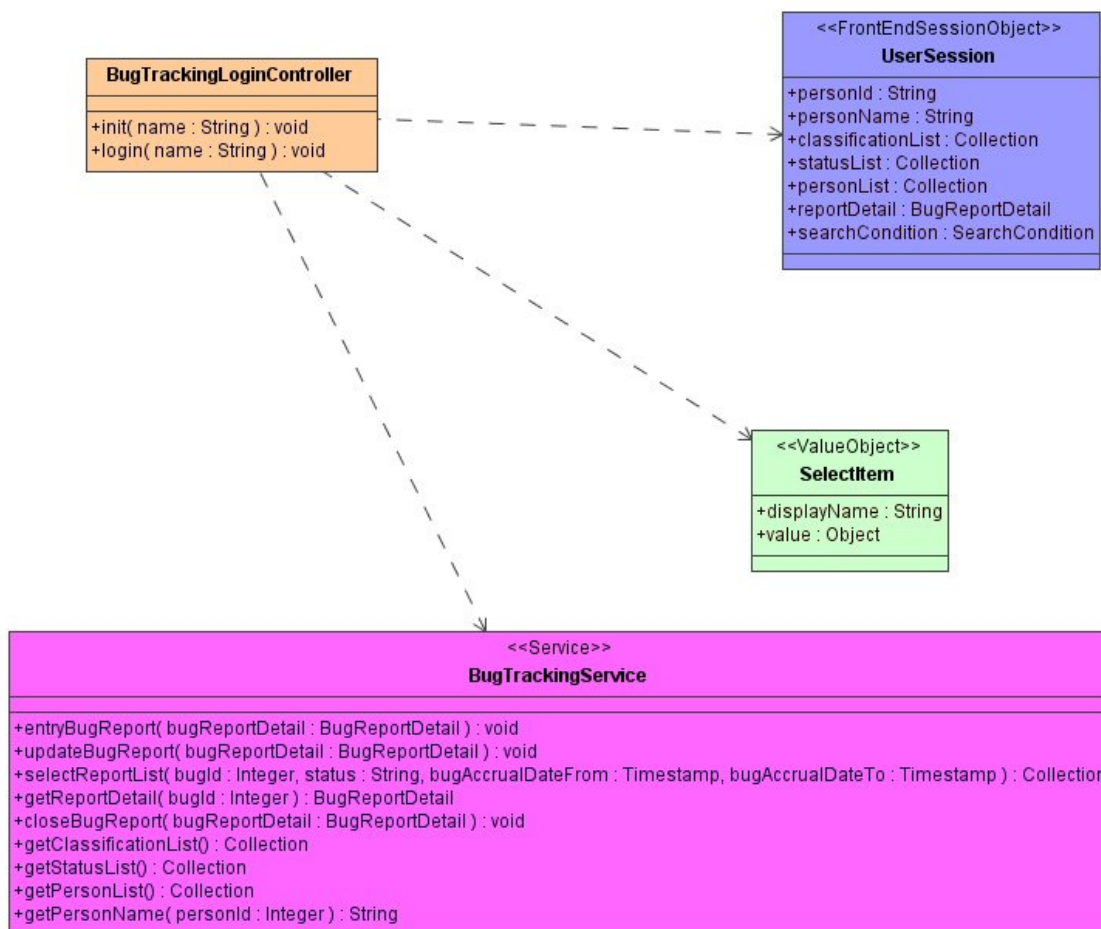 <<FrontEndSessionObject>>
UserSession
+personId : String
+personName : String
+classificationList : Collection
+statusList : Collection
+personList : Collection
+reportDetail : BugReportDetail
+searchCondition : SearchCondition
BugTrackingLoginController
+init( name : String ) : void
+login( name : String ) : void
<<ValueObject>>
SelectItem
+displayName : String
+value : Object
<<Service>>
BugTrackingService
+entryBugReport( bugReportDetail : BugReportDetail ) : void
+updateBugReport( bugReportDetail : BugReportDetail ) : void
+selectReportList( bugId : Integer, status : String, bugAccrualDateFrom : Timestamp, bugAccrualDateTo : Timestamp ) : Collection
+getReportDetail( bugId : Integer ) : BugReportDetail
+closeBugReport( bugReportDetail : BugReportDetail ) : void
+getClassificationList() : Collection
+getStatusList() : Collection
+getPersonList() : Collection
+getPersonName( personId : Integer ) : String